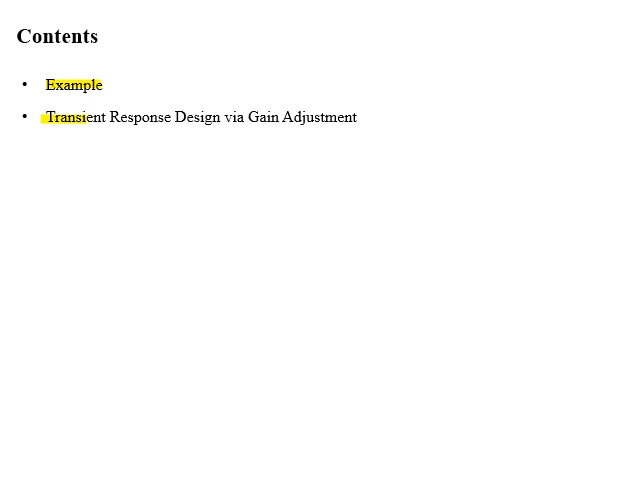 Contents
• Example
• Transient Response Design via Gain Adjustment